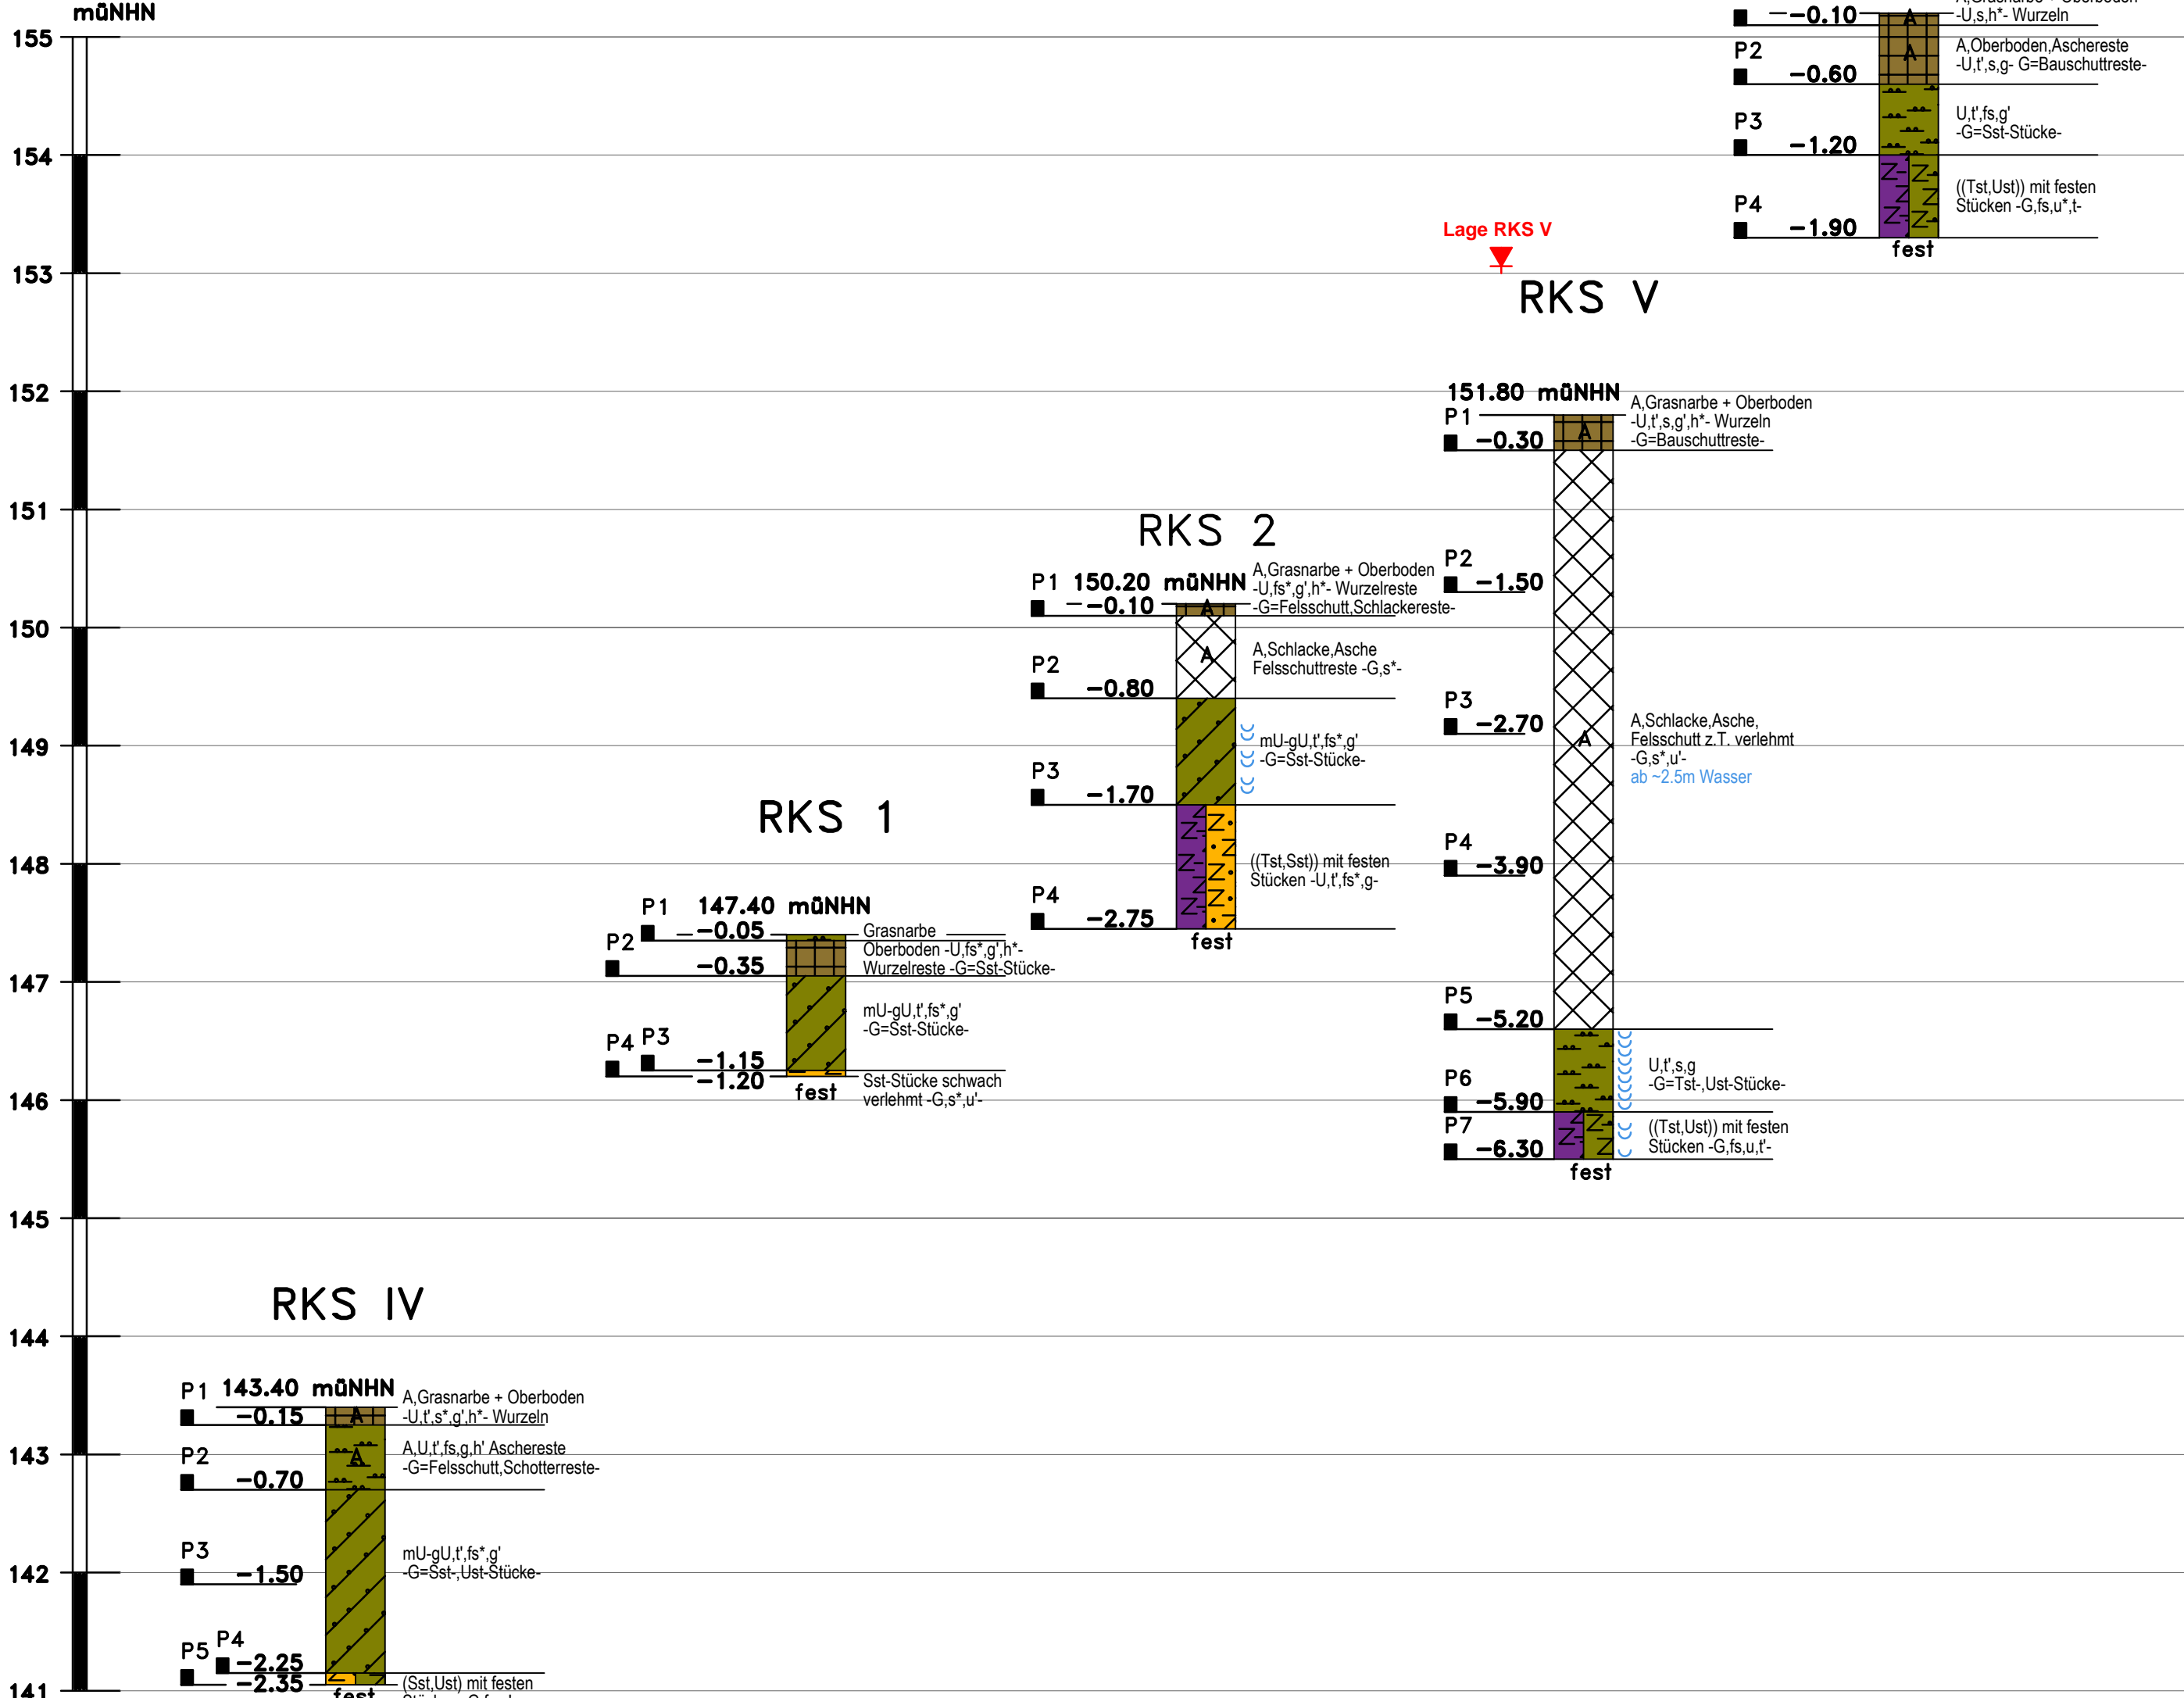 müNHN
155
154
153
152
151
150
149
148
147
146
145
144
143
142
141
-0.10
-U,s,h*- Wurzeln
A
P2
-0.60
A
A,Oberboden,Aschereste
-U,t',s,g- G=Bauschuttreste-
P3
-1.20
U,t',fs,g'
-G=Sst-Stücke-
P4
-1.90
((Tst,Ust)) mit festen
Stücken -G,fs,u*,t-
fest
Lage RKS V
RKS V
151.80 müNHN
P1
-0.30
A
A,Grasnarbe + Oberboden
-U,t',s,g',h*- Wurzeln
-G=Bauschuttreste-
P2
-1.50
P3
-2.70
A
A,Schlacke,Asche,
Felsschutt z.T. verlehmt
-G,s*,u'-
ab ~2.5m Wasser
P4
-3.90
P5
-5.20
U,t',s,g
-G=Tst-,Ust-Stücke-
P6
-5.90
P7
-6.30
((Tst,Ust)) mit festen
Stücken -G,fs,u,t'-
fest
RKS 2
P1 150.20 müNHN
-0.10
A
A,Grasnarbe + Oberboden
-U,fs*,g',h*- Wurzelreste
-G=Felsschutt,Schlackereste-
P2
-0.80
A
A,Schlacke,Asche
Felsschuttreste -G,s*-
P3
-1.70
mU-gU,t',fs*,g'
-G=Sst-Stücke-
P4
-2.75
((Tst,Sst)) mit festen
Stücken -U,t',fs*,g-
fest
RKS 1
P1 147.40 müNHN
-0.05
Grasnarbe
P2
-0.35
Oberboden -U,fs*,g',h*-
Wurzelreste -G=Sst-Stücke-
mU-gU,t',fs*,g'
-G=Sst-Stücke-
P4 P3
-1.15
-1.20
Sst-Stücke schwach
verlehmt -G,s*,u'-
fest
RKS IV
P1 143.40 müNHN
-0.15
A
A,Grasnarbe + Oberboden
-U,t',s*,g',h*- Wurzeln
P2
-0.70
A
A,U,t',fs,g,h' Aschereste
-G=Felsschutt,Schotterreste-
P3
-1.50
mU-gU,t',fs*,g'
-G=Sst-,Ust-Stücke-
P5 P4
-2.25
-2.35
(Sst,Ust) mit festen
fest